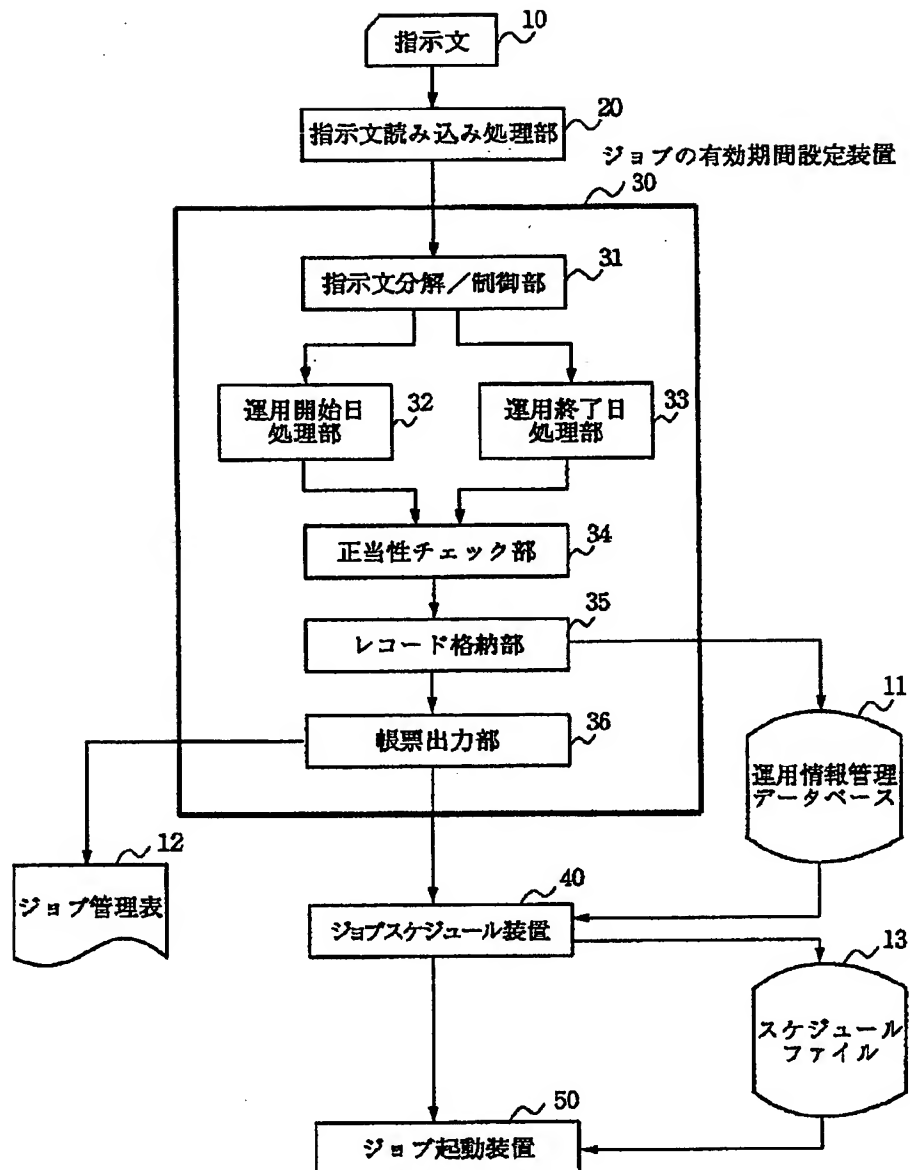 10
指示文
20
指示文読み込み処理部
ジョブの有効期間設定装置
30
31
指示文分解／制御部
運用開始日
処理部
32
運用終了日
処理部
33
正当性チェック部
34
35
レコード格納部
36
帳票出力部
11
運用情報管理
データベース
12
ジョブ管理表
40
ジョブスケジュール装置
13
スケジュール
ファイル
50
ジョブ起動装置